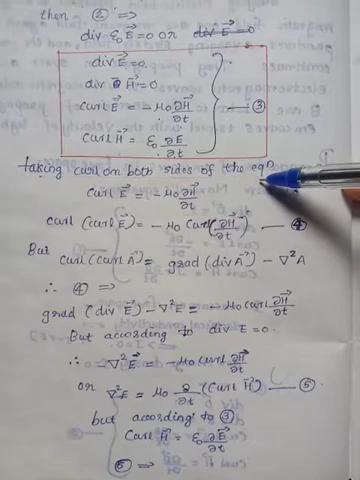 then ② ⇒
div ε₀E⃗ = 0 or div E⃗ = 0
div E⃗ = 0
div H⃗ = 0
curl E⃗ = -μ₀ ∂H⃗/∂t — ③
curl H⃗ = ε₀ ∂E⃗/∂t
taking curl on both sides of the eqn
curl E⃗ = -μ₀ ∂H⃗/∂t
curl (curl E⃗) = -μ₀ curl (∂H⃗/∂t) — ④
But
curl (curl A⃗) = grad (div A⃗) - ∇²A
∴ ④ ⇒
grad (div E⃗) - ∇²E = -μ₀ curl ∂H⃗/∂t
But according to div E = 0.
∴ -∇²E⃗ = -μ₀ curl ∂H⃗/∂t
or ∇²E = μ₀ ∂/∂t (curl H⃗) — ⑤
but according to ③
curl H⃗ = ε₀ ∂E⃗/∂t
⑤ ⇒